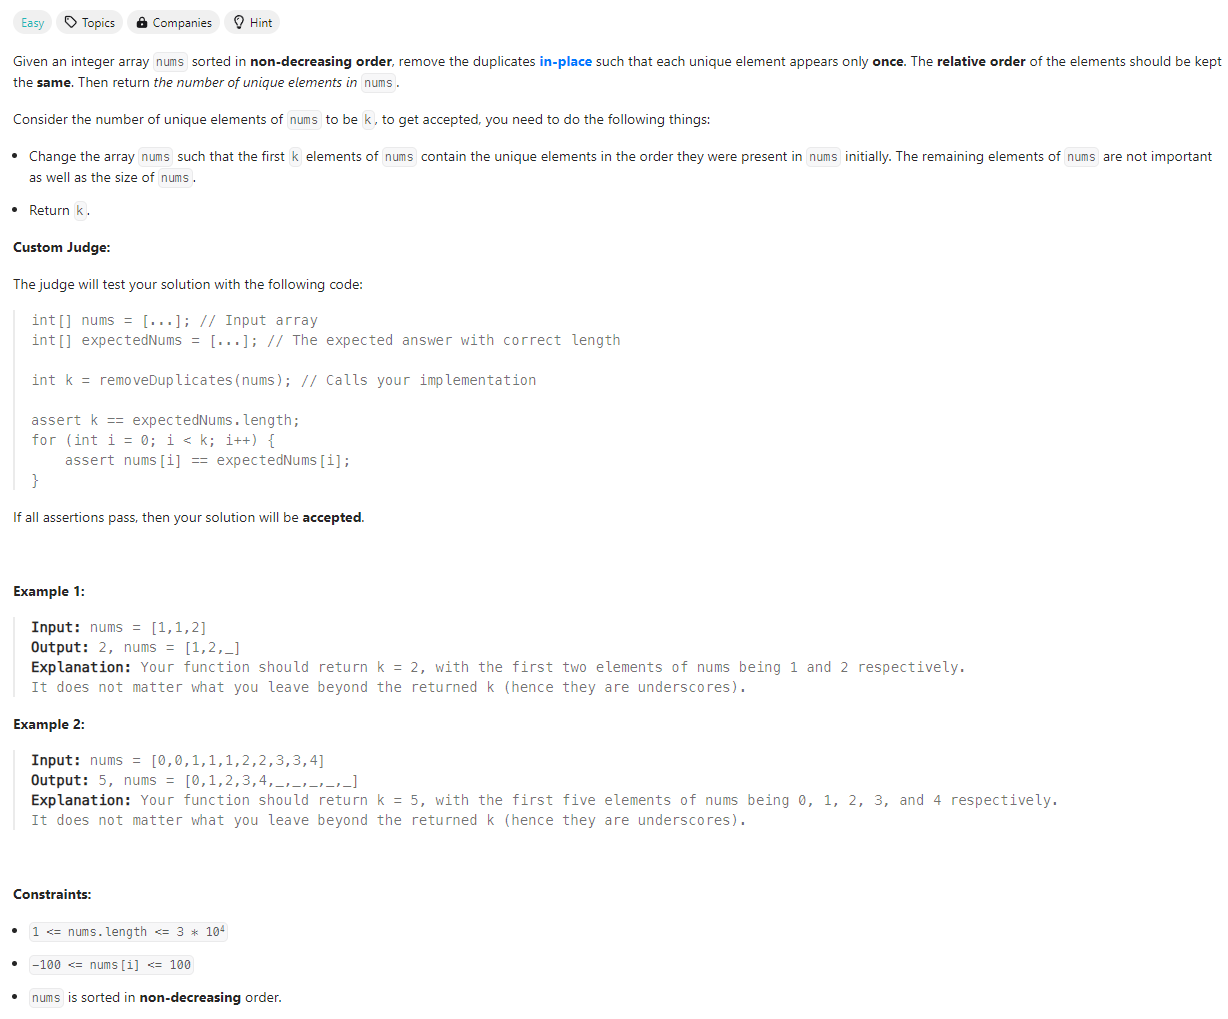 Easy Topics Companies Hint
Given an integer array nums sorted in non-decreasing order, remove the duplicates in-place such that each unique element appears only once. The relative order of the elements should be kept
the same. Then return the number of unique elements in nums.
Consider the number of unique elements of nums to be k, to get accepted, you need to do the following things:
• Change the array nums such that the first k elements of nums contain the unique elements in the order they were present in nums initially. The remaining elements of nums are not important
as well as the size of nums.
• Return k.
Custom Judge:
The judge will test your solution with the following code:
int[] nums = [...]; // Input array
int[] expectedNums = [...]; // The expected answer with correct length
int k = removeDuplicates(nums); // Calls your implementation
assert k == expectedNums.length;
for (int i = 0; i < k; i++) {
    assert nums[i] == expectedNums[i];
}
If all assertions pass, then your solution will be accepted.
Example 1:
Input: nums = [1,1,2]
Output: 2, nums = [1,2,_]
Explanation: Your function should return k = 2, with the first two elements of nums being 1 and 2 respectively.
It does not matter what you leave beyond the returned k (hence they are underscores).
Example 2:
Input: nums = [0,0,1,1,1,2,2,3,3,4]
Output: 5, nums = [0,1,2,3,4,_,_,_,_,_]
Explanation: Your function should return k = 5, with the first five elements of nums being 0, 1, 2, 3, and 4 respectively.
It does not matter what you leave beyond the returned k (hence they are underscores).
Constraints:
• 1 <= nums.length <= 3 * 10⁴
• -100 <= nums[i] <= 100
• nums is sorted in non-decreasing order.